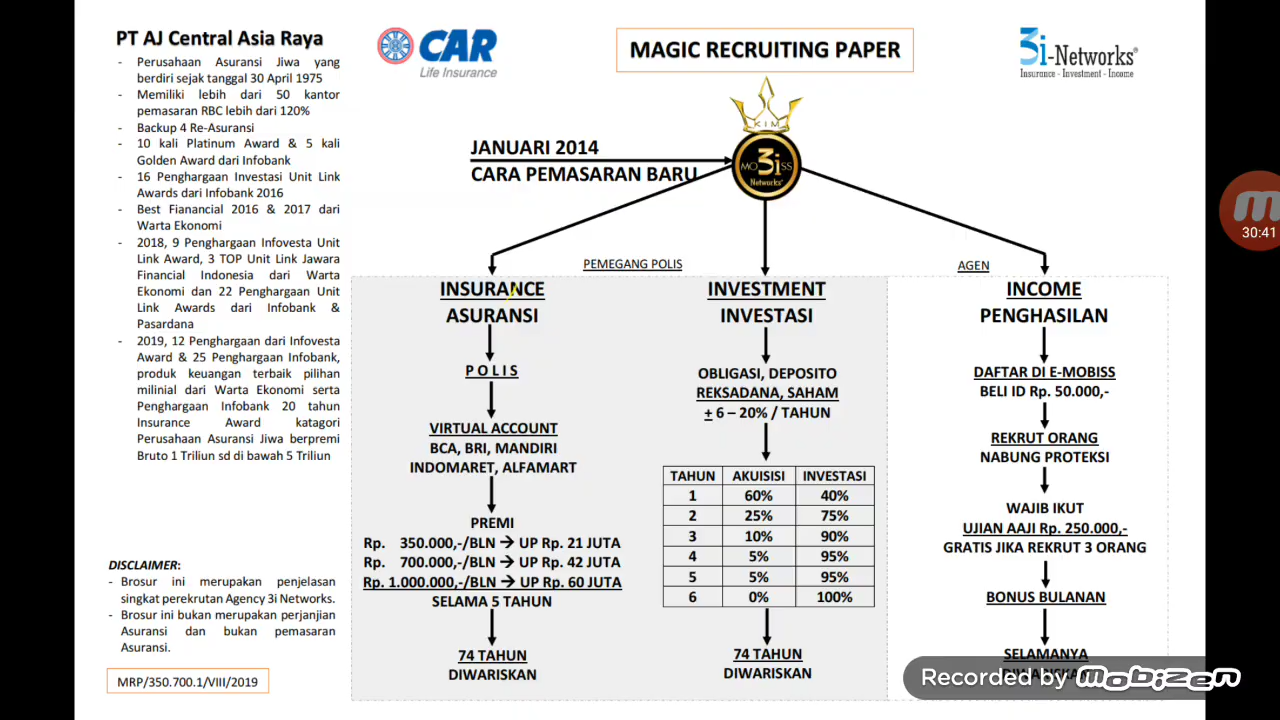 PT AJ Central Asia Raya
- Perusahaan Asuransi Jiwa yang
berdiri sejak tanggal 30 April 1975
- Memiliki lebih dari 50 kantor
pemasaran RBC lebih dari 120%
- Backup 4 Re-Asuransi
- 10 kali Platinum Award & 5 kali
Golden Award dari Infobank
- 16 Penghargaan Investasi Unit Link
Awards dari Infobank 2016
- Best Fianancial 2016 & 2017 dari
Warta Ekonomi
- 2018, 9 Penghargaan Infovesta Unit
Link Award, 3 TOP Unit Link Jawara
Financial Indonesia dari Warta
Ekonomi dan 22 Penghargaan Unit
Link Awards dari Infobank &
Pasardana
- 2019, 12 Penghargaan dari Infovesta
Award & 25 Penghargaan Infobank,
produk keuangan terbaik pilihan
milinial dari Warta Ekonomi serta
Penghargaan Infobank 20 tahun
Insurance Award katagori
Perusahaan Asuransi Jiwa berpremi
Bruto 1 Triliun sd di bawah 5 Triliun
DISCLAIMER:
- Brosur ini merupakan penjelasan
singkat perekrutan Agency 3i Networks.
- Brosur ini bukan merupakan perjanjian
Asuransi dan bukan pemasaran
Asuransi.
MRP/350.700.1/VIII/2019
CAR
Life Insurance
MAGIC RECRUITING PAPER
3i-Networks®
Insurance - Investment - Income
KIM
MO3iSS
Networks®
JANUARI 2014
CARA PEMASARAN BARU
PEMEGANG POLIS
AGEN
INSURANCE
ASURANSI
P O L I S
VIRTUAL ACCOUNT
BCA, BRI, MANDIRI
INDOMARET, ALFAMART
PREMI
Rp. 350.000,-/BLN → UP Rp. 21 JUTA
Rp. 700.000,-/BLN → UP Rp. 42 JUTA
Rp. 1.000.000,-/BLN → UP Rp. 60 JUTA
SELAMA 5 TAHUN
74 TAHUN
DIWARISKAN
INVESTMENT
INVESTASI
OBLIGASI, DEPOSITO
REKSADANA, SAHAM
+ 6 – 20% / TAHUN
TAHUN AKUISISI INVESTASI
1 60% 40%
2 25% 75%
3 10% 90%
4 5% 95%
5 5% 95%
6 0% 100%
74 TAHUN
DIWARISKAN
INCOME
PENGHASILAN
DAFTAR DI E-MOBISS
BELI ID Rp. 50.000,-
REKRUT ORANG
NABUNG PROTEKSI
WAJIB IKUT
UJIAN AAJI Rp. 250.000,-
GRATIS JIKA REKRUT 3 ORANG
BONUS BULANAN
SELAMANYA
DIWARISKAN
Recorded by mobizen
30:41